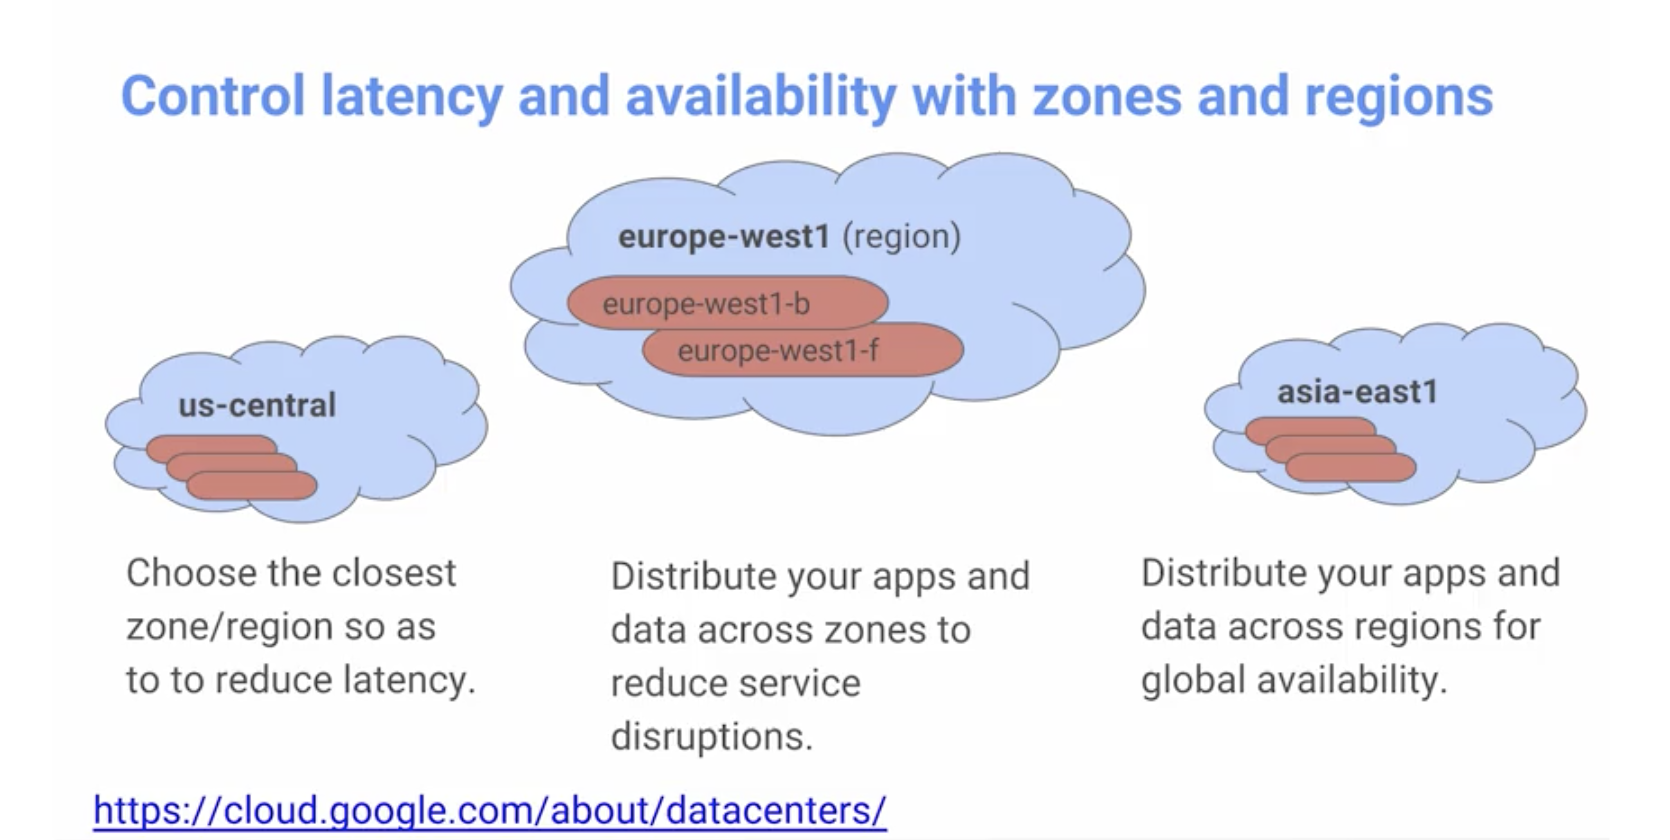 Control latency and availability with zones and regions
europe-west1 (region)
europe-west1-b
europe-west1-f
us-central
asia-east1
Choose the closest
zone/region so as
to to reduce latency.
Distribute your apps and
data across zones to
reduce service
disruptions.
Distribute your apps and
data across regions for
global availability.
https://cloud.google.com/about/datacenters/